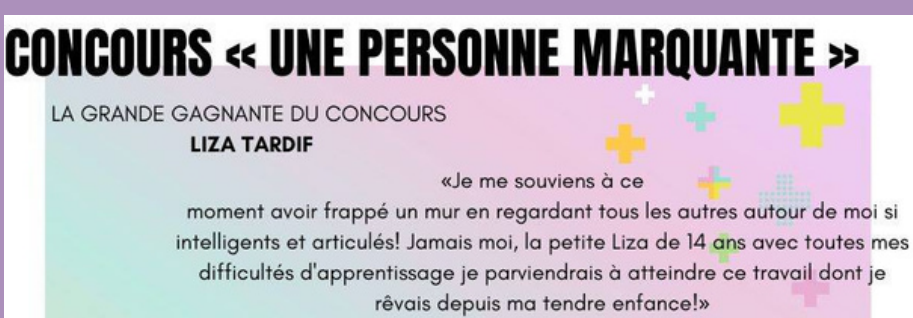 CONCOURS « UNE PERSONNE MARQUANTE »
LA GRANDE GAGNANTE DU CONCOURS
LIZA TARDIF
«Je me souviens à ce
moment avoir frappé un mur en regardant tous les autres autour de moi si
intelligents et articulés! Jamais moi, la petite Liza de 14 ans avec toutes mes
difficultés d'apprentissage je parviendrais à atteindre ce travail dont je
rêvais depuis ma tendre enfance!»